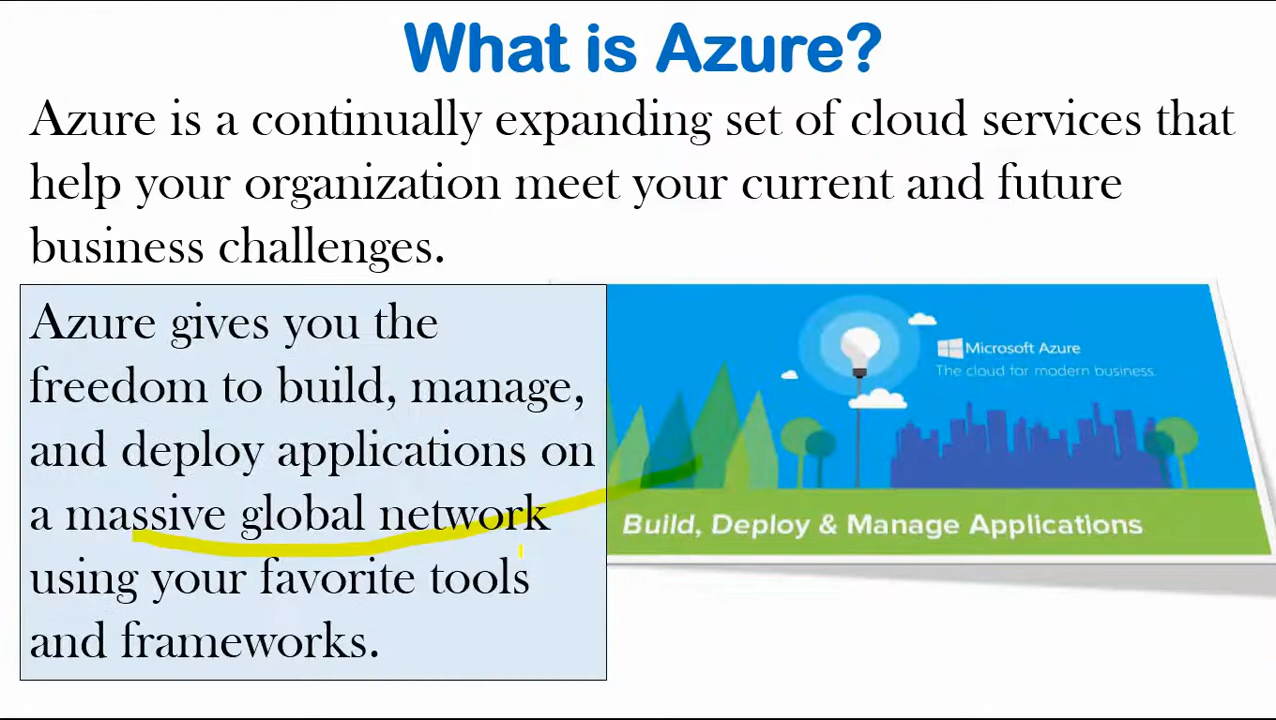 What is Azure?
Azure is a continually expanding set of cloud services that
help your organization meet your current and future
business challenges.
Azure gives you the
freedom to build, manage,
and deploy applications on
a massive global network
using your favorite tools
and frameworks.
Microsoft Azure
The cloud for modern business.
Build, Deploy & Manage Applications